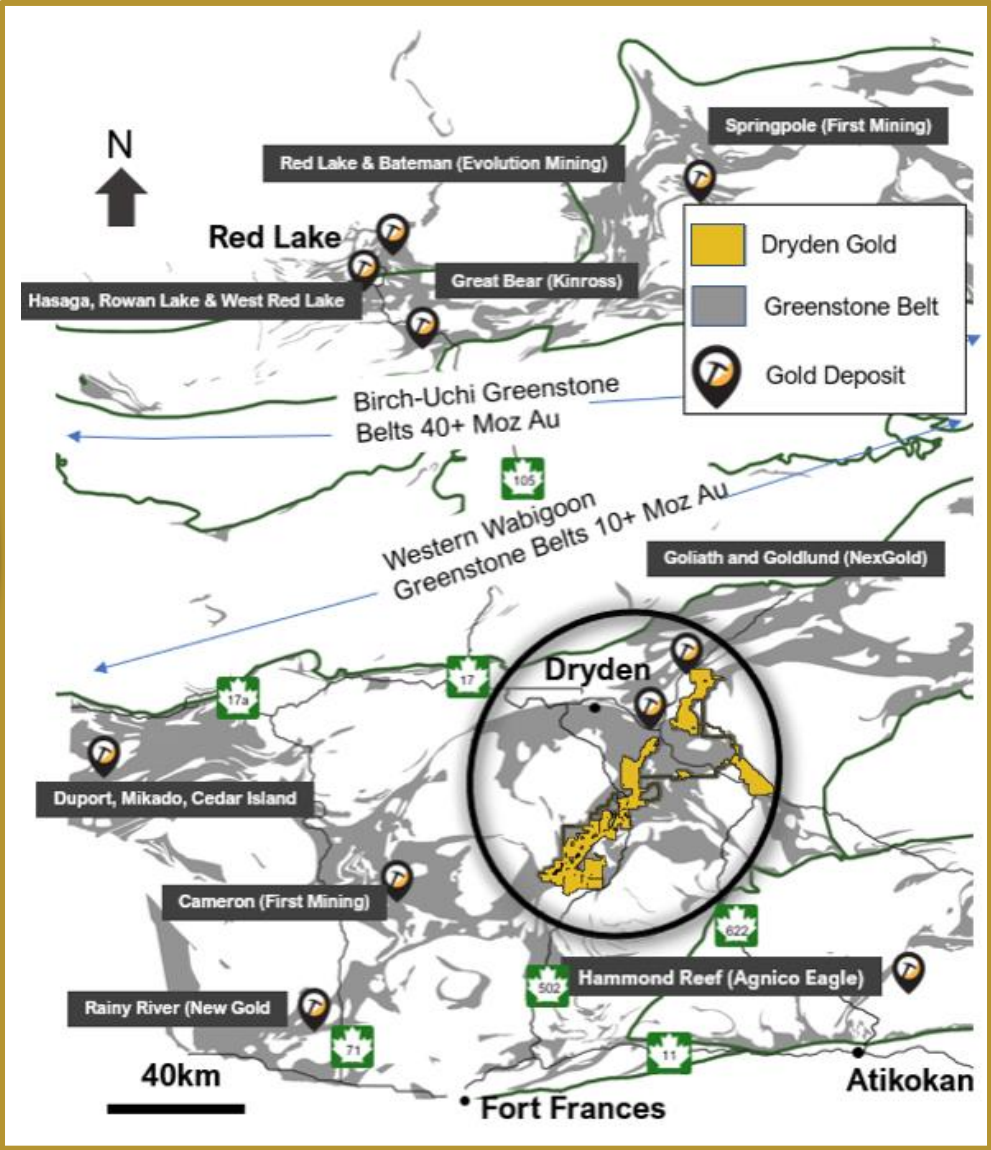 Springpole (First Mining)
N
Red Lake & Bateman (Evolution Mining)
Red Lake
Dryden Gold
Great Bear (Kinross)
Hasaga, Rowan Lake & West Red Lake
Greenstone Belt
Gold Deposit
Birch-Uchi Greenstone
Belts 40+ Moz Au
105
Western Wabigoon
Greenstone Belts 10+ Moz Au
Goliath and Goldlund (NexGold)
Dryden
17
17a
Duport, Mikado, Cedar Island
Cameron (First Mining)
622
Hammond Reef (Agnico Eagle)
502
Rainy River (New Gold
71
11
40km
Atikokan
Fort Frances